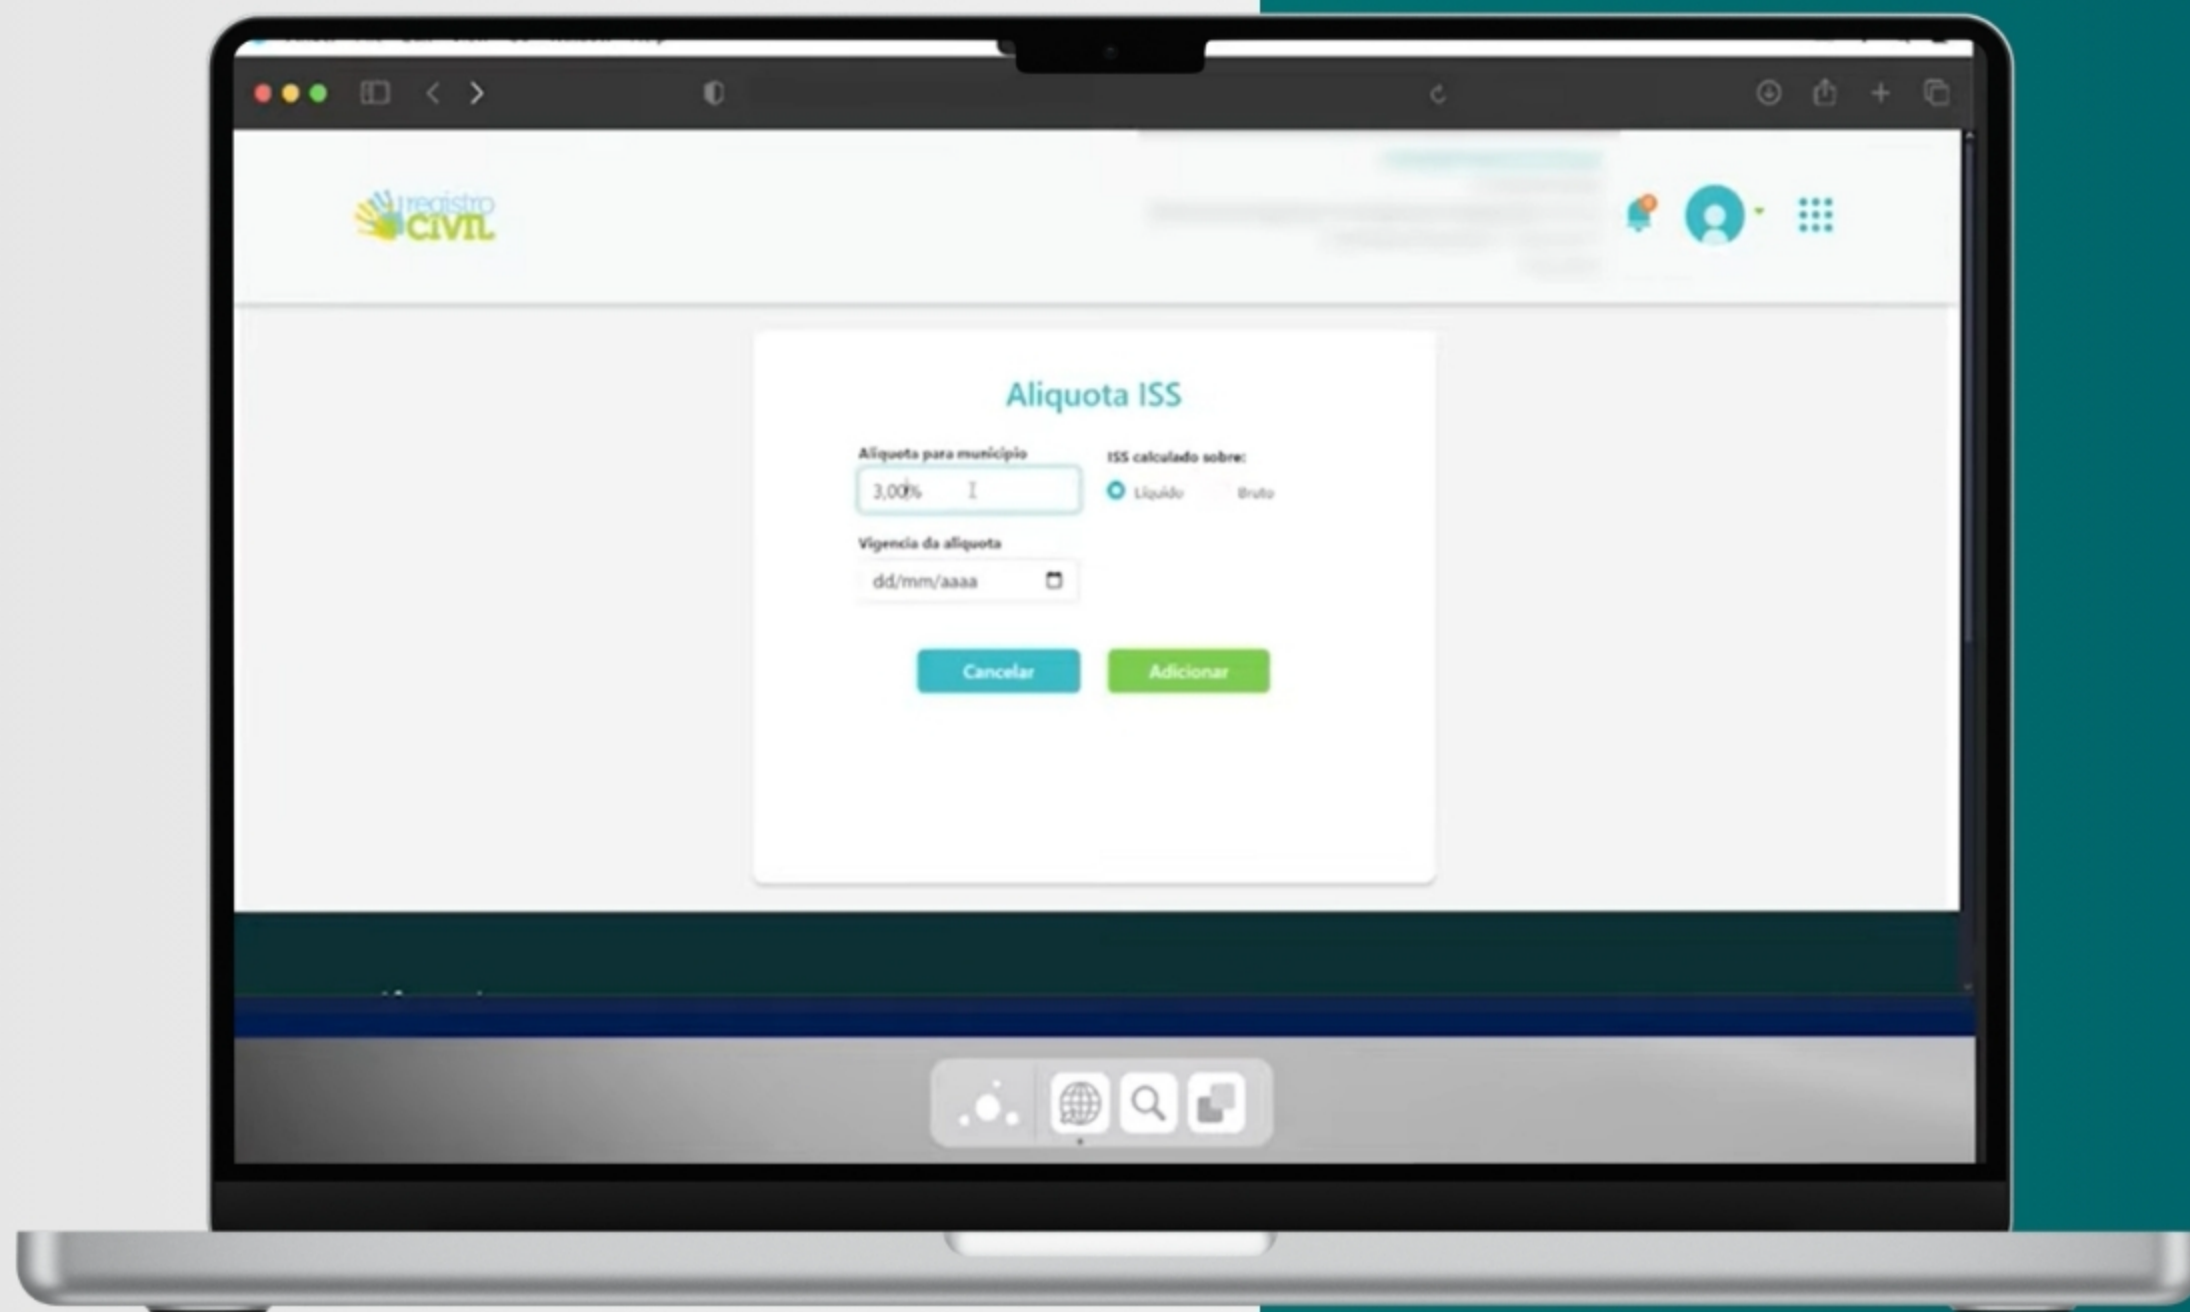 registro
CIVIL
Aliquota ISS
Aliquota para município
ISS calculado sobre:
3,00%
Líquido
Bruto
Vigencia da aliquota
dd/mm/aaaa
Cancelar
Adicionar